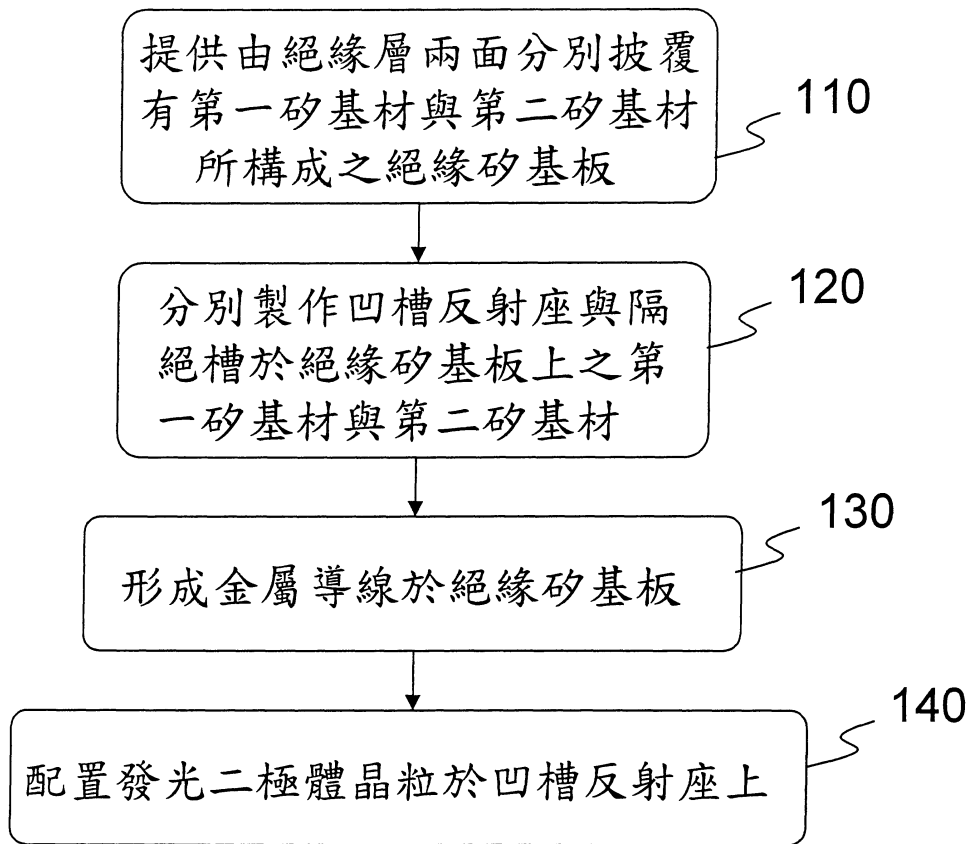 提供由絕緣層兩面分別披覆
有第一矽基材與第二矽基材
所構成之絕緣矽基板
110
分別製作凹槽反射座與隔
絕槽於絕緣矽基板上之第
一矽基材與第二矽基材
120
形成金屬導線於絕緣矽基板
130
配置發光二極體晶粒於凹槽反射座上
140